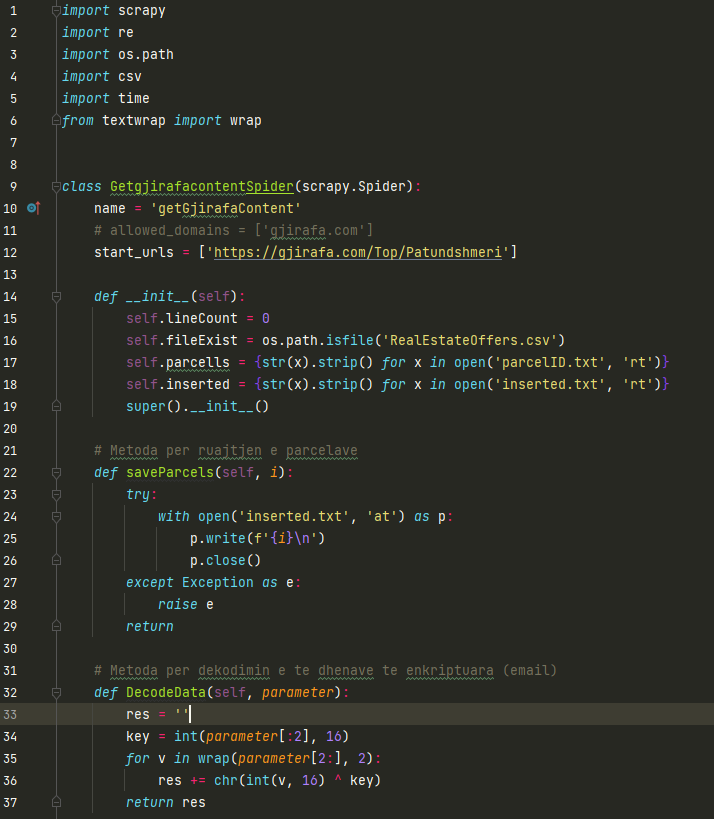 1 import scrapy
2 import re
3 import os.path
4 import csv
5 import time
6 from textwrap import wrap
7
8
9 class GetgjirafacontentSpider(scrapy.Spider):
10     name = 'getGjirafaContent'
11     # allowed_domains = ['gjirafa.com']
12     start_urls = ['https://gjirafa.com/Top/Patundshmeri']
13
14     def __init__(self):
15         self.lineCount = 0
16         self.fileExist = os.path.isfile('RealEstateOffers.csv')
17         self.parcells = {str(x).strip() for x in open('parcelID.txt', 'rt')}
18         self.inserted = {str(x).strip() for x in open('inserted.txt', 'rt')}
19         super().__init__()
20
21     # Metoda per ruajtjen e parcelave
22     def saveParcels(self, i):
23         try:
24             with open('inserted.txt', 'at') as p:
25                 p.write(f'{i}\n')
26                 p.close()
27         except Exception as e:
28             raise e
29         return
30
31     # Metoda per dekodimin e te dhenave te enkriptuara (email)
32     def DecodeData(self, parameter):
33         res = ''
34         key = int(parameter[:2], 16)
35         for v in wrap(parameter[2:], 2):
36             res += chr(int(v, 16) ^ key)
37         return res